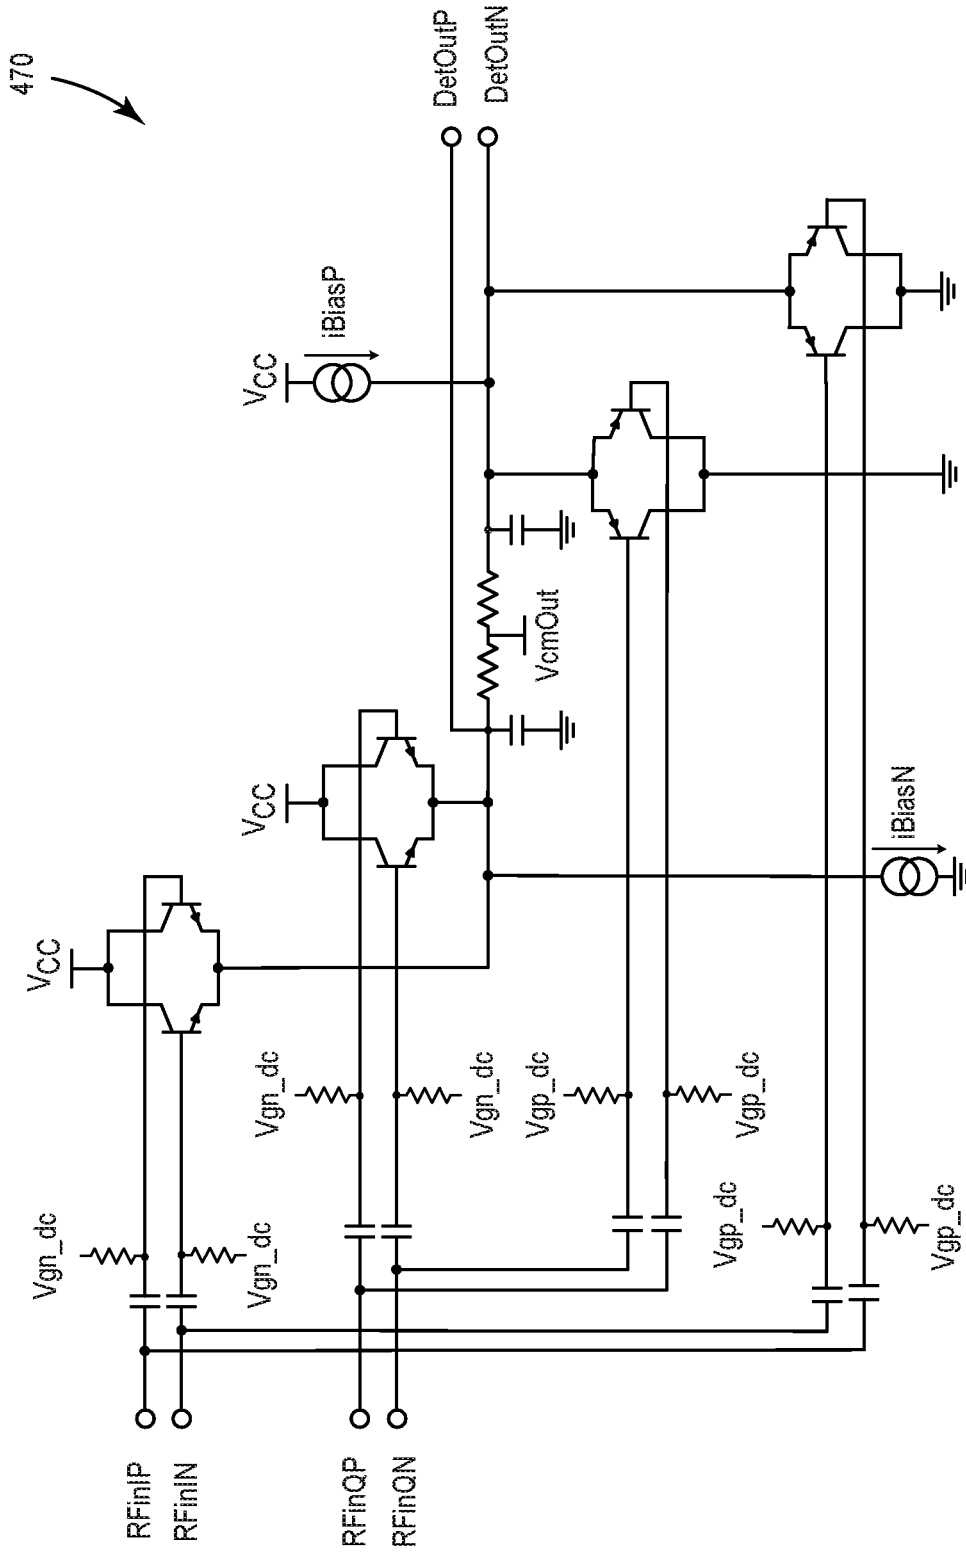 470
DetOutP
DetOutN
VCC
iBiasP
VcmOut
VCC
VCC
iBiasN
Vgn_dc
Vgn_dc
Vgp_dc
Vgp_dc
Vgn_dc
Vgn_dc
Vgp_dc
Vgp_dc
RFinIP
RFinIN
RFinQP
RFinQN